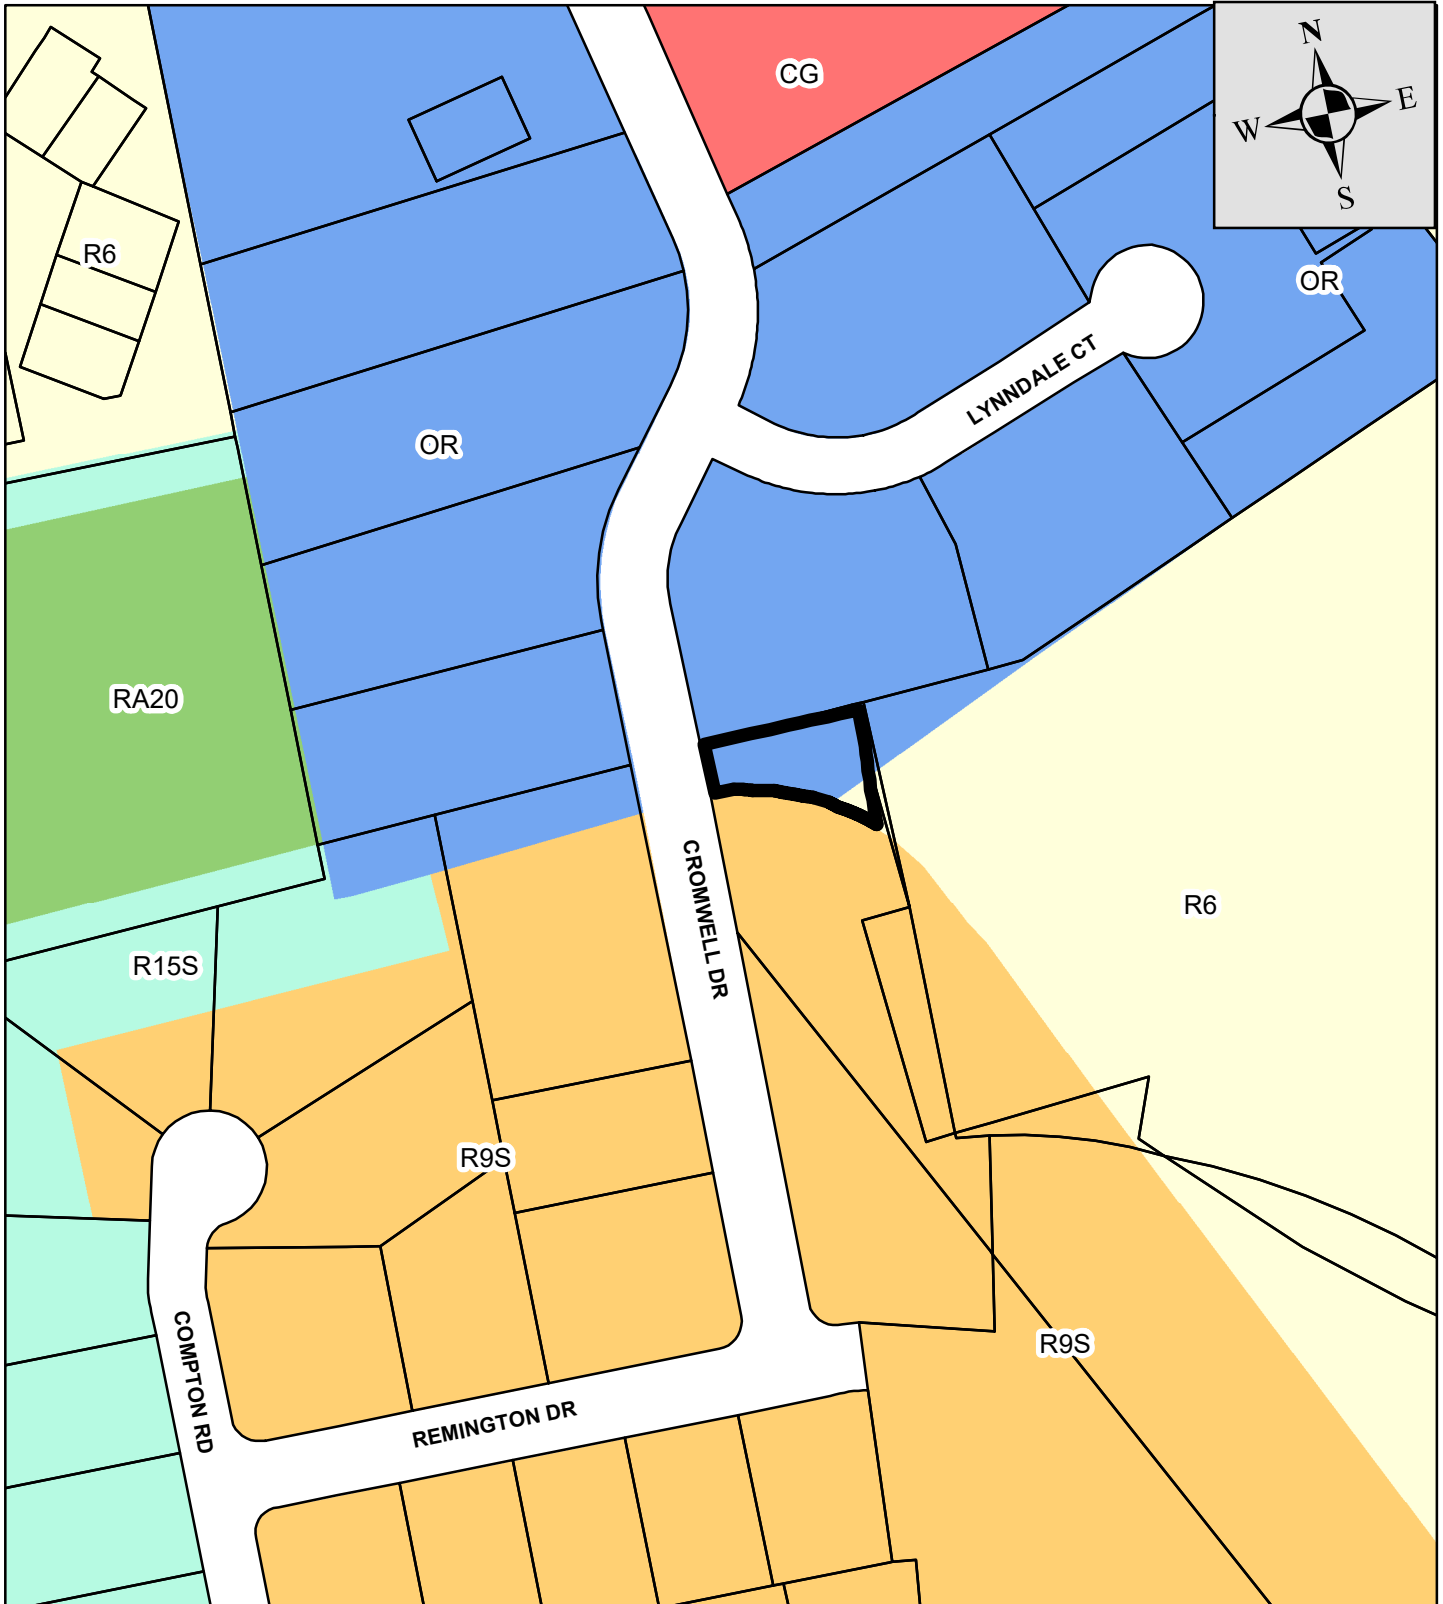 N
CG
E
W
S
R6
OR
LYNNDALE CT
OR
RA20
CROMWELL DR
R6
R15S
R9S
COMPTON RD
R9S
REMINGTON DR